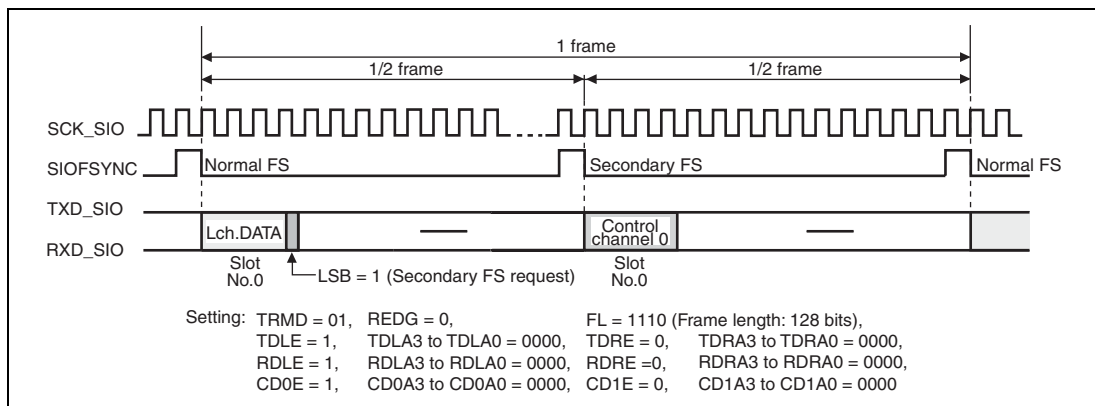 1 frame
1/2 frame 1/2 frame
SCK_SIO
SIOFSYNC Normal FS Secondary FS Normal FS
TXD_SIO
Lch.DATA Control channel 0
RXD_SIO
Slot No.0 LSB = 1 (Secondary FS request) Slot No.0
Setting: TRMD = 01, REDG = 0, FL = 1110 (Frame length: 128 bits),
TDLE = 1, TDLA3 to TDLA0 = 0000, TDRE = 0, TDRA3 to TDRA0 = 0000,
RDLE = 1, RDLA3 to RDLA0 = 0000, RDRE =0, RDRA3 to RDRA0 = 0000,
CD0E = 1, CD0A3 to CD0A0 = 0000, CD1E = 0, CD1A3 to CD1A0 = 0000